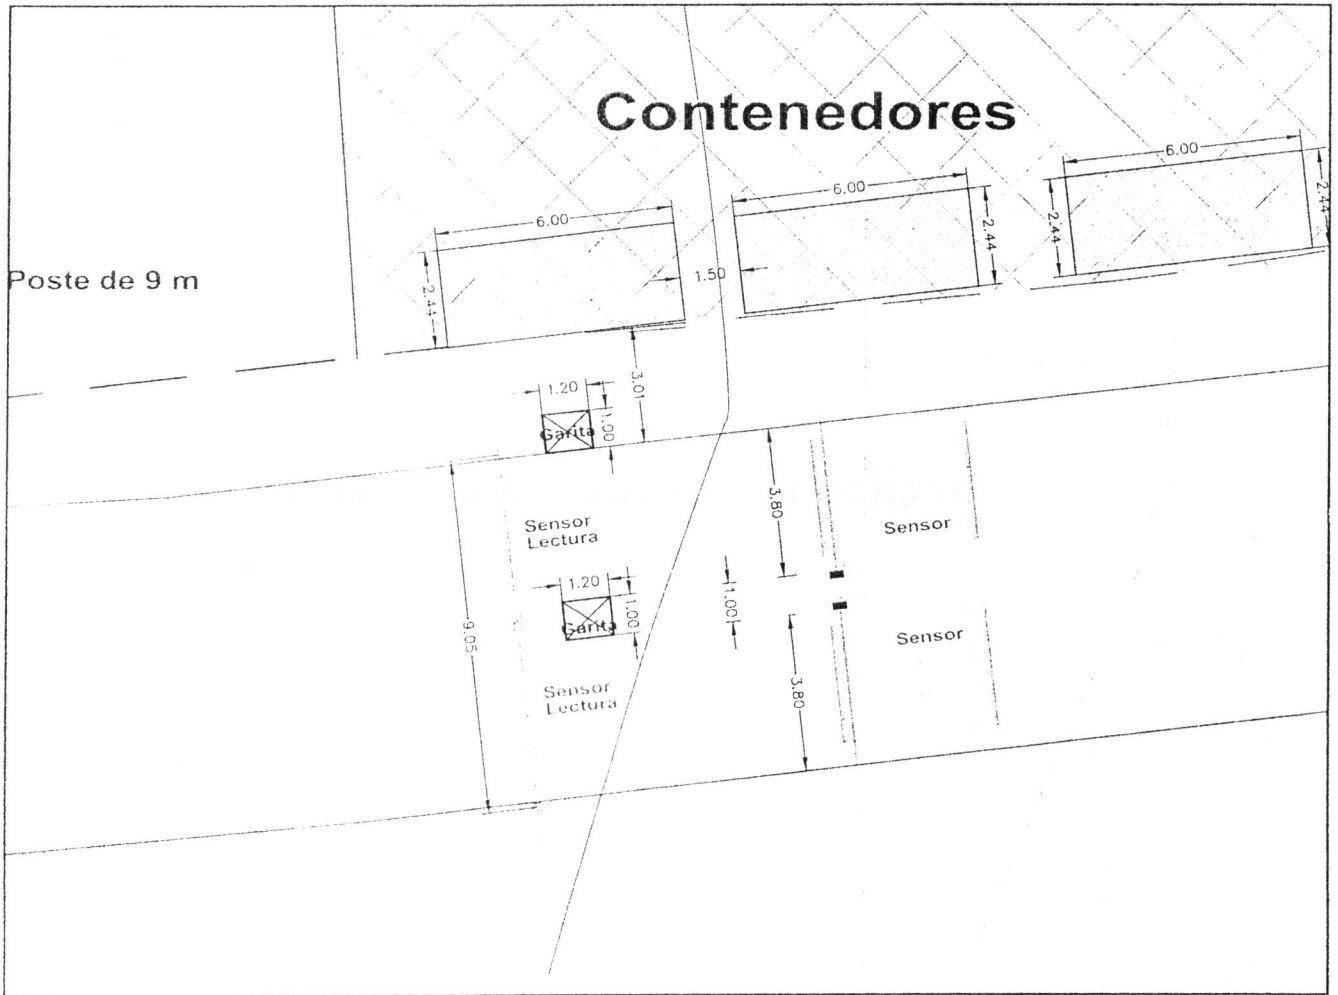 Contenedores
6.00
6.00
6.00
2.44
2.44
2.44
2.44
1.50
Poste de 9 m
3.01
1.20
1.00
Garita
3.80
Sensor
Lectura
Sensor
1.20
1.00
1.00
Garita
9.05
Sensor
3.80
Sensor
Lectura